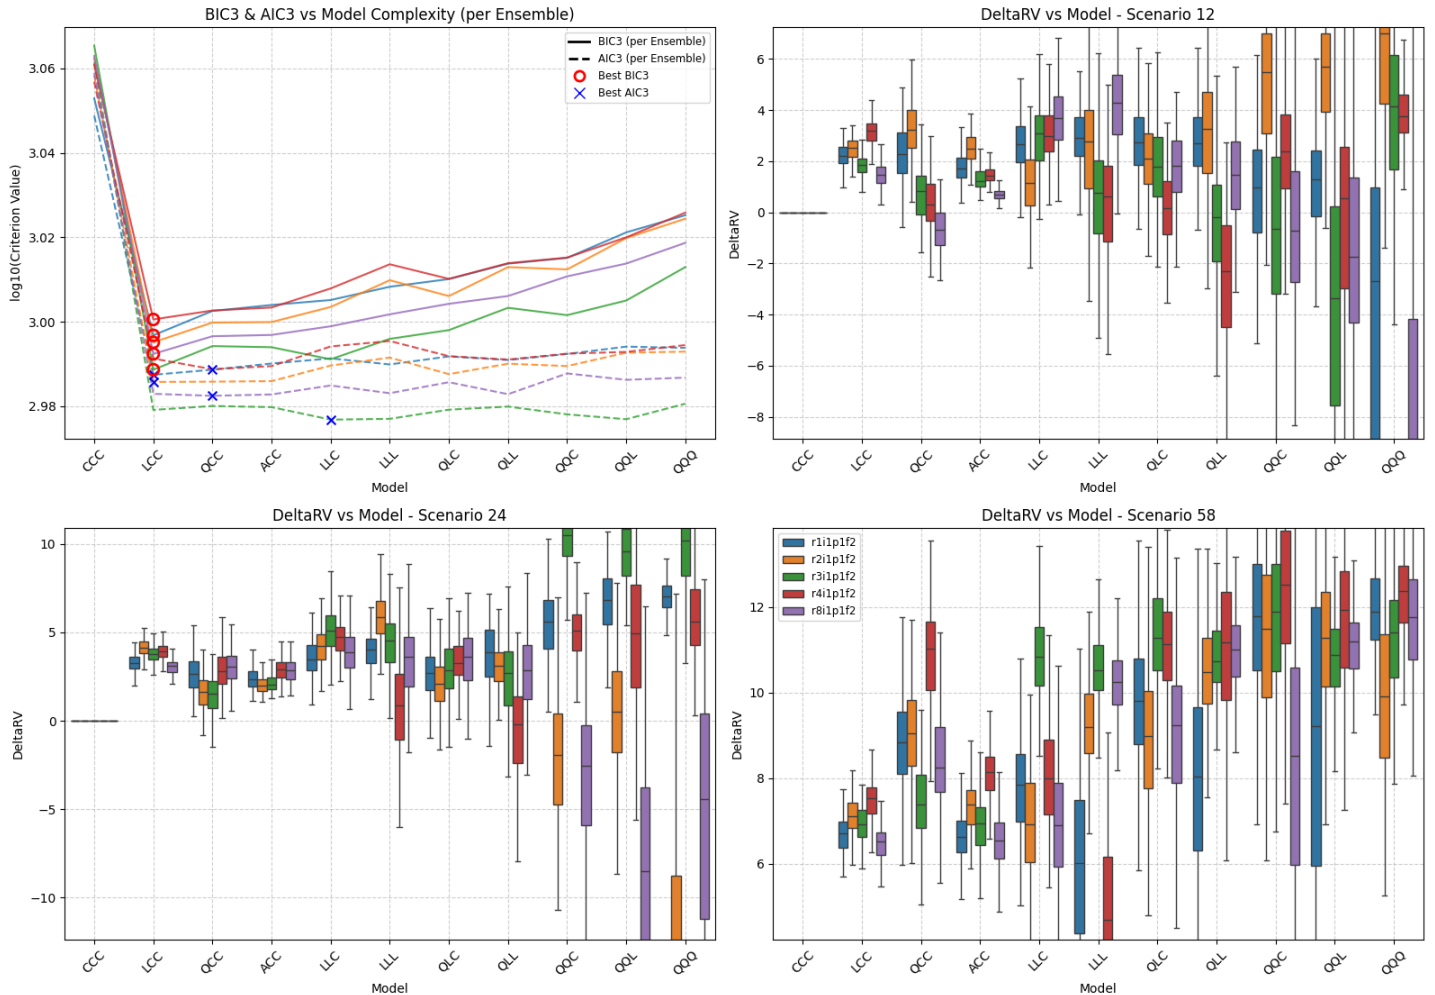 BIC3 & AIC3 vs Model Complexity (per Ensemble)
log10(Criterion Value)
3.06
3.04
3.02
3.00
2.98
BIC3 (per Ensemble)
AIC3 (per Ensemble)
Best BIC3
Best AIC3
CCC LCC QCC ACC LLC LLL QLC QLL QQC QQL QQQ
Model
DeltaRV vs Model - Scenario 12
DeltaRV
6
4
2
0
−2
−4
−6
−8
CCC LCC QCC ACC LLC LLL QLC QLL QQC QQL QQQ
Model
DeltaRV vs Model - Scenario 24
DeltaRV
10
5
0
−5
−10
CCC LCC QCC ACC LLC LLL QLC QLL QQC QQL QQQ
Model
DeltaRV vs Model - Scenario 58
DeltaRV
12
10
8
6
r1i1p1f2
r2i1p1f2
r3i1p1f2
r4i1p1f2
r8i1p1f2
CCC LCC QCC ACC LLC LLL QLC QLL QQC QQL QQQ
Model